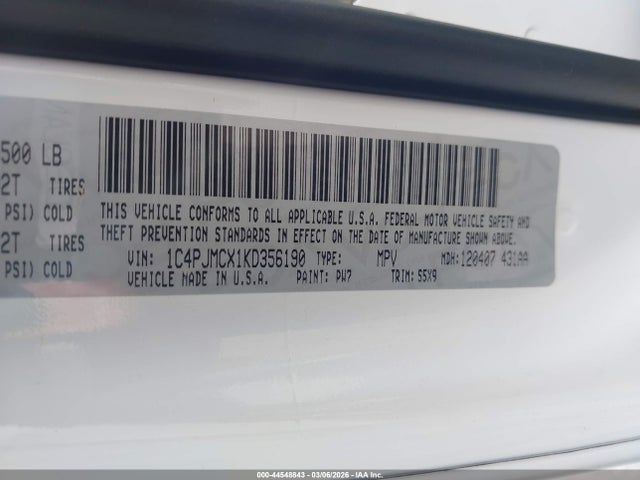 500 LB
2T TIRES
PSI) COLD
2T TIRES
PSI) COLD
THIS VEHICLE CONFORMS TO ALL APPLICABLE U.S.A. FEDERAL MOTOR VEHICLE SAFETY AND
THEFT PREVENTION STANDARDS IN EFFECT ON THE DATE OF MANUFACTURE SHOWN ABOVE.
VIN: 1C4PJMCX1KD356190 TYPE: MPV MDH: 120407 431AA
VEHICLE MADE IN U.S.A. PAINT: PW7 TRIM: S5X9
000-44548843 - 03/06/2026 - IAA, Inc.